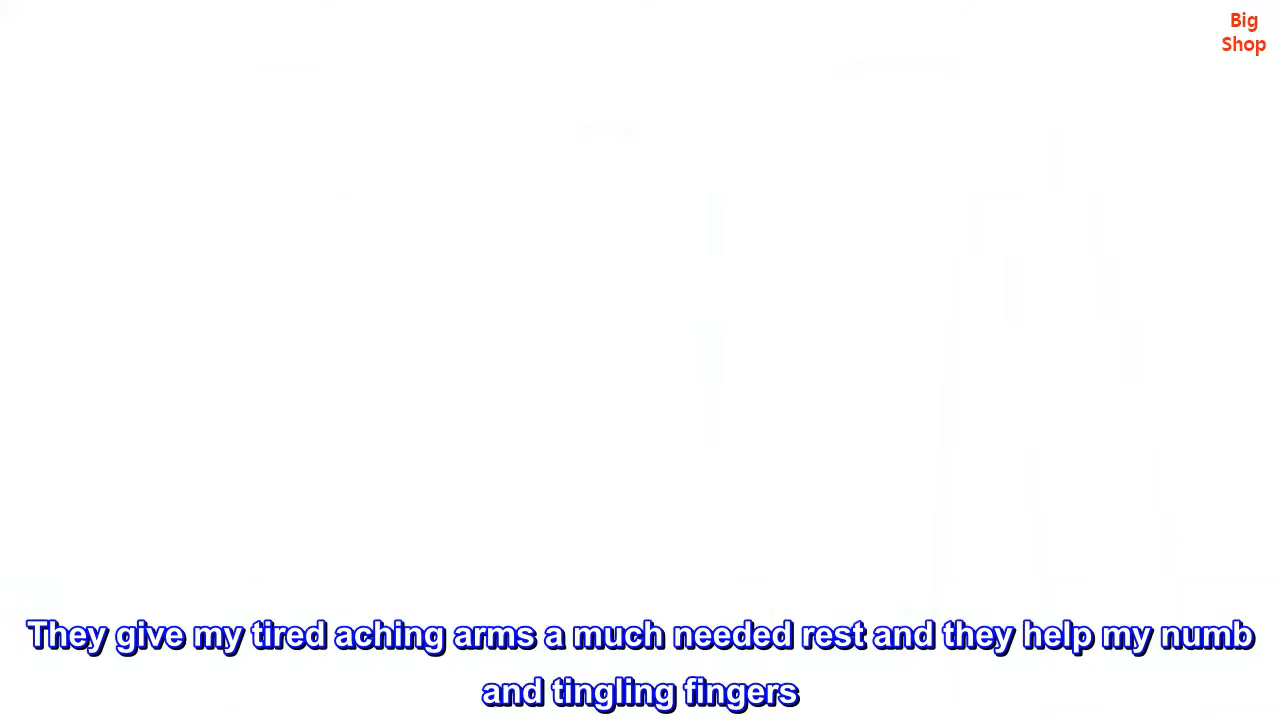 Big
Shop
They give my tired aching arms a much needed rest and they help my numb
and tingling fingers